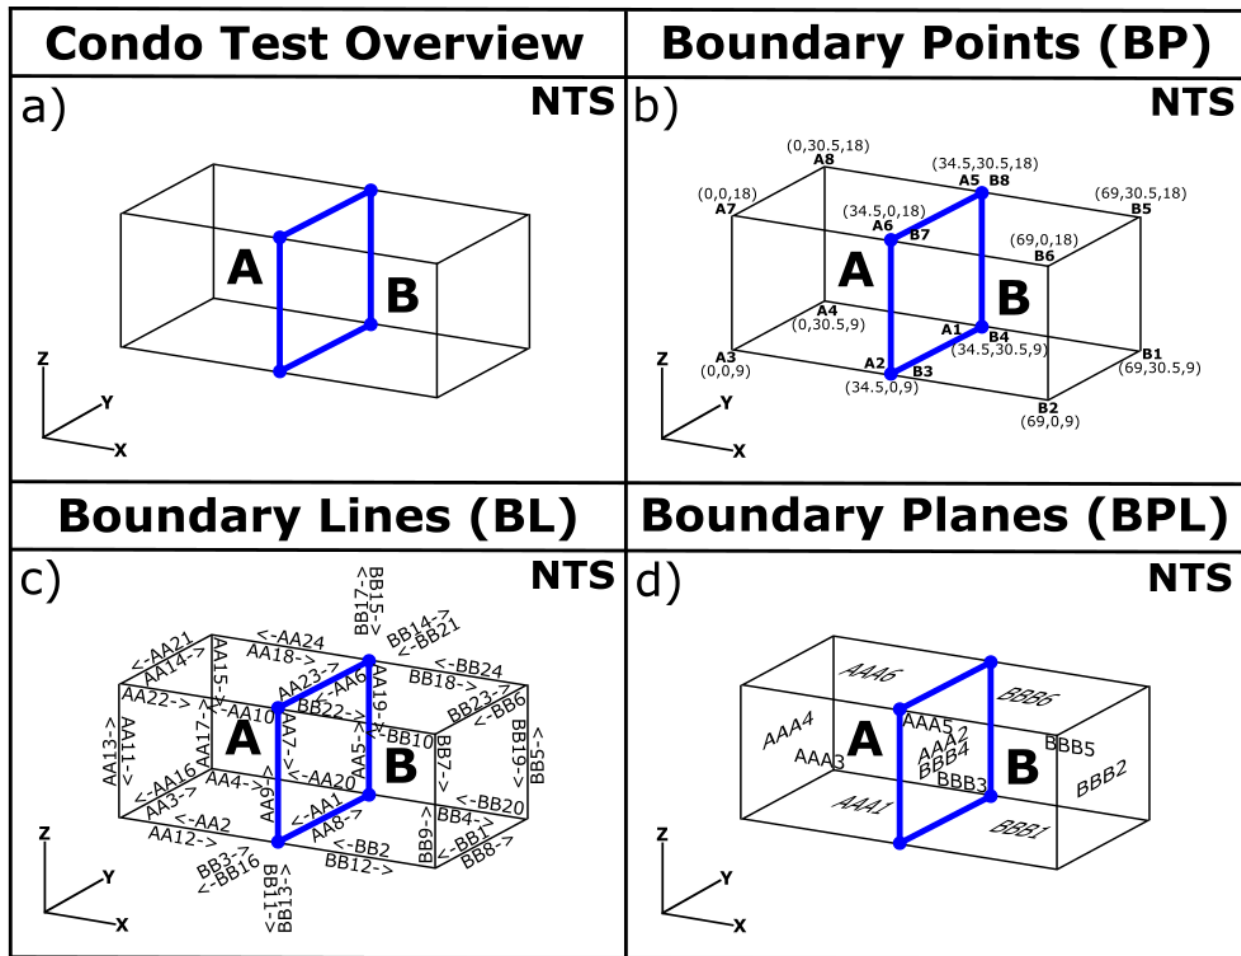 Condo Test Overview
Boundary Points (BP)
a)
NTS
A
B
Z
Y
X
b)
NTS
(0,30.5,18)
A8
(34.5,30.5,18)
A5 B8
(0,0,18)
A7
(34.5,0,18)
A6
B7
(69,30.5,18)
B5
(69,0,18)
B6
A
B
A4
(0,30.5,9)
A1
B4
(34.5,30.5,9)
A3
(0,0,9)
A2
B3
(34.5,0,9)
B1
(69,30.5,9)
B2
(69,0,9)
Z
Y
X
Boundary Lines (BL)
Boundary Planes (BPL)
c)
NTS
BB17->
BB15->
BB14->
<-BB21
<-AA21
AA14->
<-AA24
AA18->
AA15->
AA23->
<-AA6
AA19->
<-BB24
BB18->
BB23->
<-BB6
AA22->
<-AA10
BB22->
<-BB10
AA13->
AA11->
AA17->
A
AA7->
AA5->
B
BB7->
BB19->
BB5->
<-AA16
AA3->
AA4->
AA9->
<-AA20
<-AA1
AA8->
<-BB20
BB4->
BB9->
<-BB1
BB8->
<-AA2
AA12->
<-BB2
BB12->
BB3->
<-BB16
<-BB11
BB13->
Z
Y
X
d)
NTS
AAA6
BBB6
AAA4
AAA3
A
AAA5
AAA2
BBB4
BBB3
B
BBB5
BBB2
AAA1
BBB1
Z
Y
X